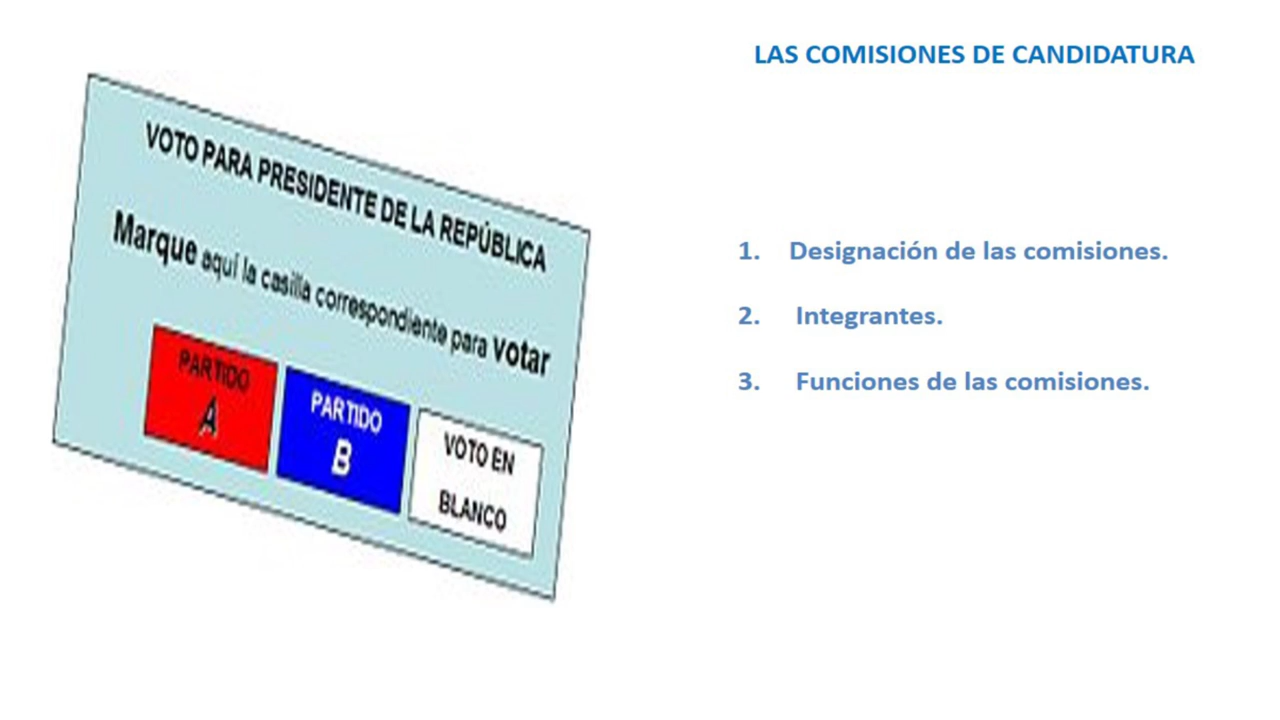 LAS COMISIONES DE CANDIDATURA
VOTO PARA PRESIDENTE DE LA REPÚBLICA
Marque aquí la casilla correspondiente para votar
PARTIDO
A
PARTIDO
B
VOTO EN
BLANCO
1. Designación de las comisiones.
2. Integrantes.
3. Funciones de las comisiones.